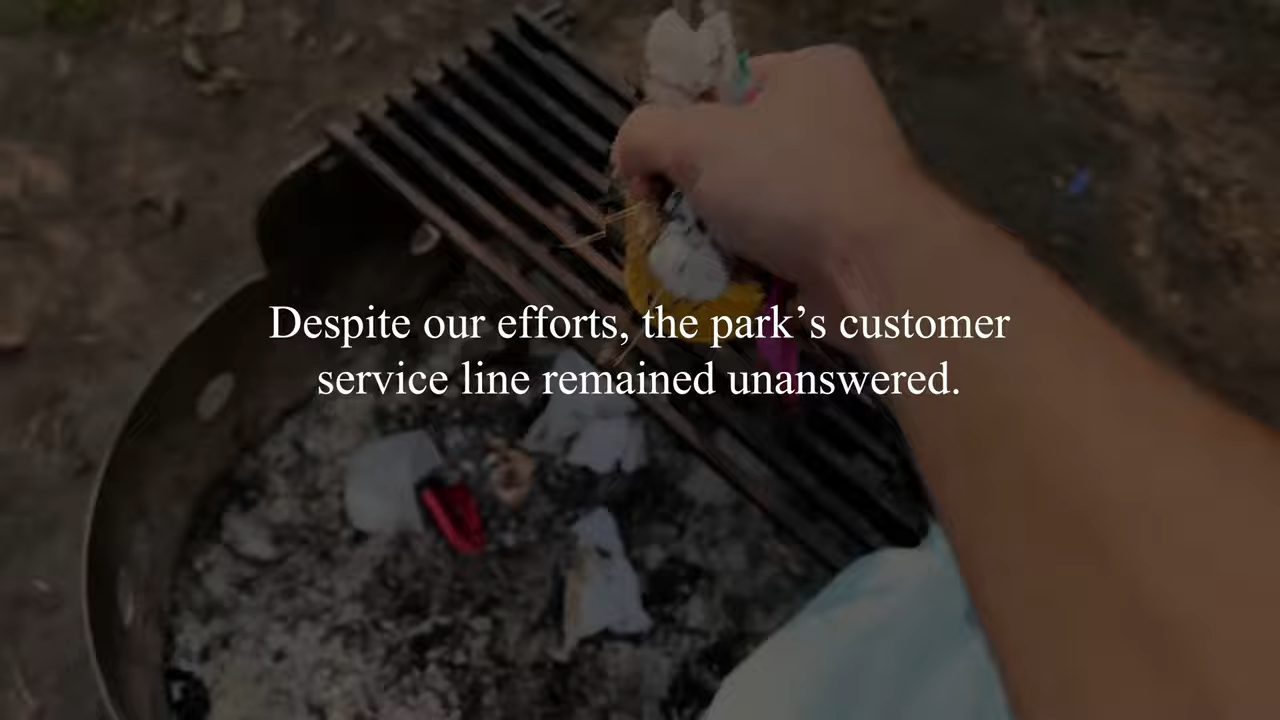 Despite our efforts, the park’s customer
service line remained unanswered.